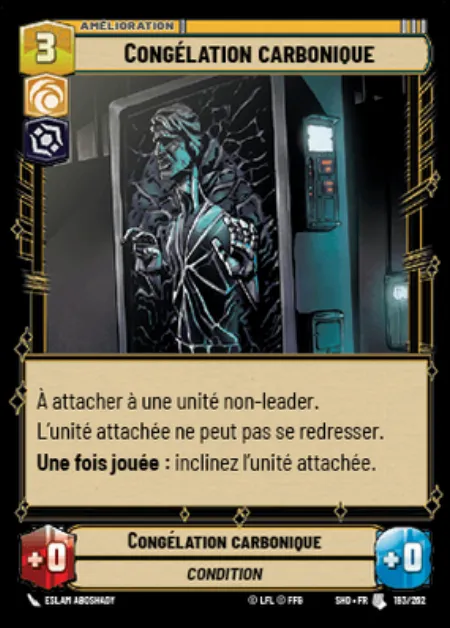 AMÉLIORATION
3
CONGÉLATION CARBONIQUE
À attacher à une unité non-leader.
L'unité attachée ne peut pas se redresser.
Une fois jouée : inclinez l'unité attachée.
+0
CONGÉLATION CARBONIQUE
+0
CONDITION
ESLAM ABOSHADY
© LFL © FFG
SHD • FR
193/262